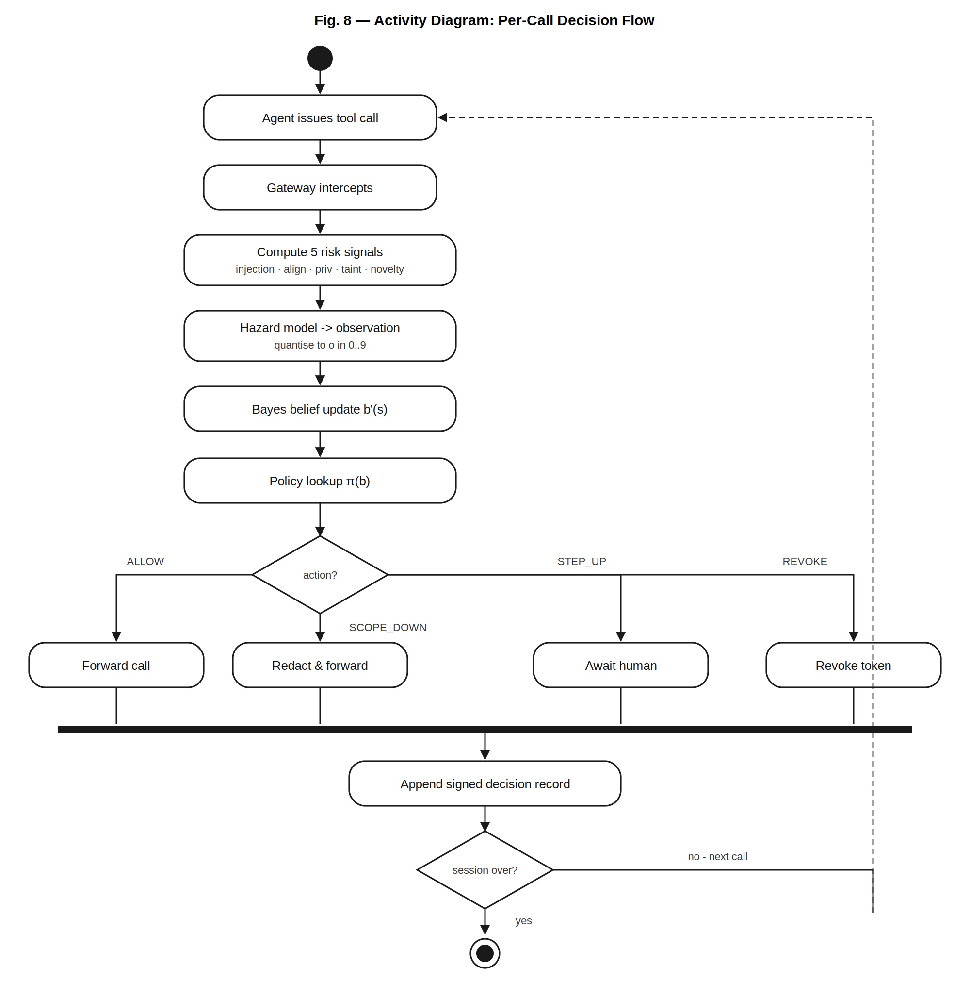 Fig. 8 — Activity Diagram: Per-Call Decision Flow
Agent issues tool call
Gateway intercepts
Compute 5 risk signals
injection · align · priv · taint · novelty
Hazard model -> observation
quantise to o in 0..9
Bayes belief update b'(s)
Policy lookup π(b)
ALLOW
action?
STEP_UP
REVOKE
SCOPE_DOWN
Forward call
Redact & forward
Await human
Revoke token
Append signed decision record
session over?
no - next call
yes